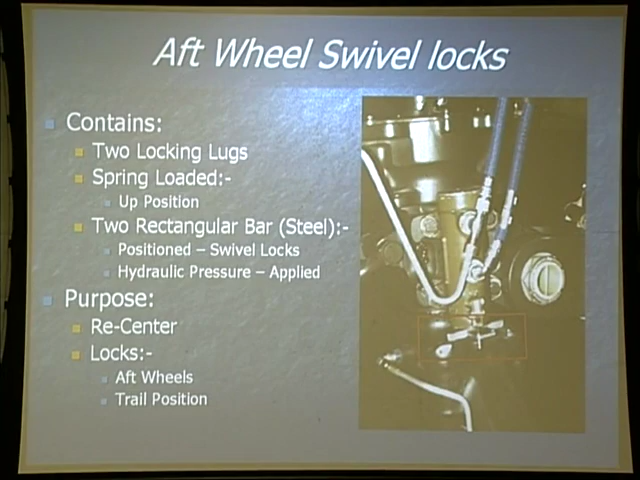 Aft Wheel Swivel locks
Contains:
Two Locking Lugs
Spring Loaded:-
Up Position
Two Rectangular Bar (Steel):-
Positioned – Swivel Locks
Hydraulic Pressure – Applied
Purpose:
Re-Center
Locks:-
Aft Wheels
Trail Position